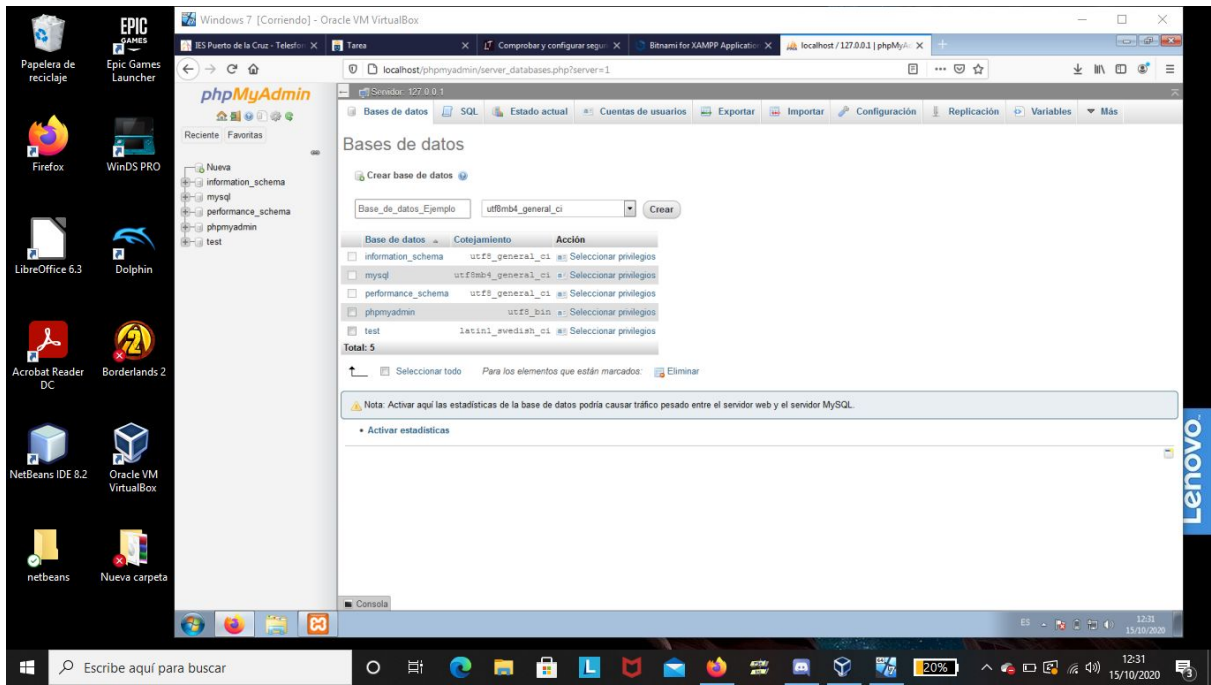 Windows 7 [Corriendo] - Oracle VM VirtualBox
IES Puerto de la Cruz - Telesfor
Tarea
Comprobar y configurar segur
Bitnami for XAMPP Application
localhost / 127.0.0.1 | phpMyAd
localhost/phpmyadmin/server_databases.php?server=1
Papelera de reciclaje
EPIC GAMES
Epic Games Launcher
Firefox
WinDS PRO
LibreOffice 6.3
Dolphin
Acrobat Reader DC
Borderlands 2
NetBeans IDE 8.2
Oracle VM VirtualBox
netbeans
Nueva carpeta
phpMyAdmin
Reciente Favoritas
Nueva
information_schema
mysql
performance_schema
phpmyadmin
test
Servidor: 127.0.0.1
Bases de datos SQL Estado actual Cuentas de usuarios Exportar Importar Configuración Replicación Variables Más
Bases de datos
Crear base de datos
Base_de_datos_Ejemplo utf8mb4_general_ci Crear
Base de datos Cotejamiento Acción
information_schema utf8_general_ci Seleccionar privilegios
mysql utf8mb4_general_ci Seleccionar privilegios
performance_schema utf8_general_ci Seleccionar privilegios
phpmyadmin utf8_bin Seleccionar privilegios
test latin1_swedish_ci Seleccionar privilegios
Total: 5
Seleccionar todo Para los elementos que están marcados: Eliminar
Nota: Activar aquí las estadísticas de la base de datos podría causar tráfico pesado entre el servidor web y el servidor MySQL.
• Activar estadísticas
Consola
Lenovo
ES 12:31
15/10/2020
Escribe aquí para buscar
20%
12:31
15/10/2020
3